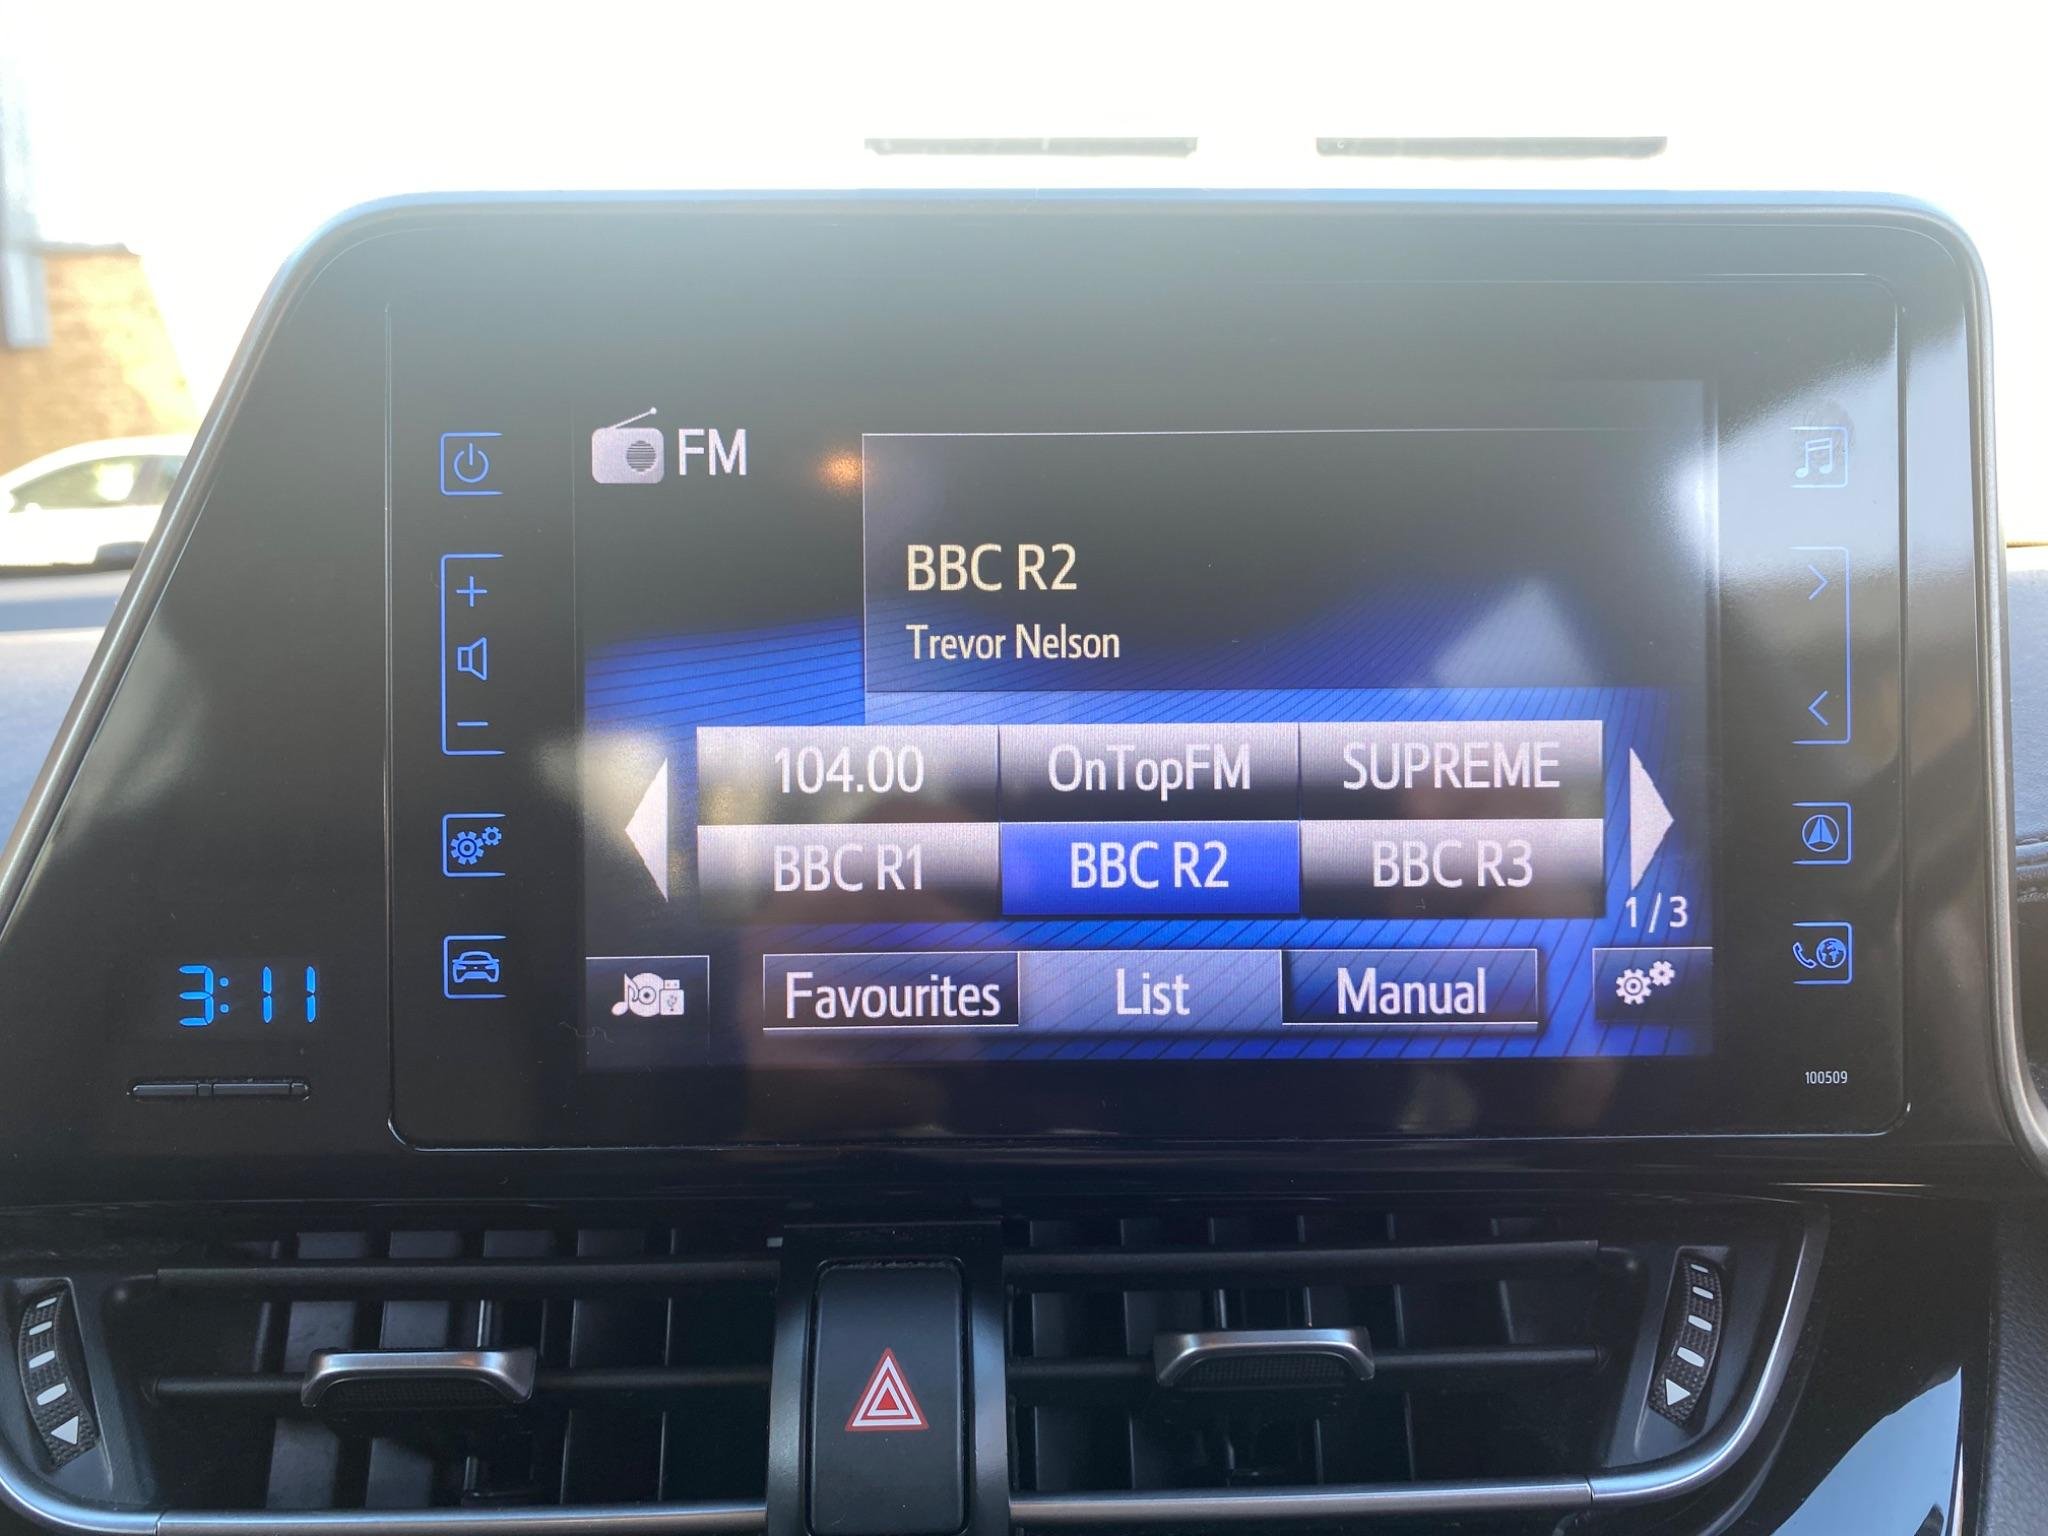 FM
BBC R2
Trevor Nelson
104.00 OnTopFM SUPREME
BBC R1 BBC R2 BBC R3
1 / 3
Favourites List Manual
3:11
100509